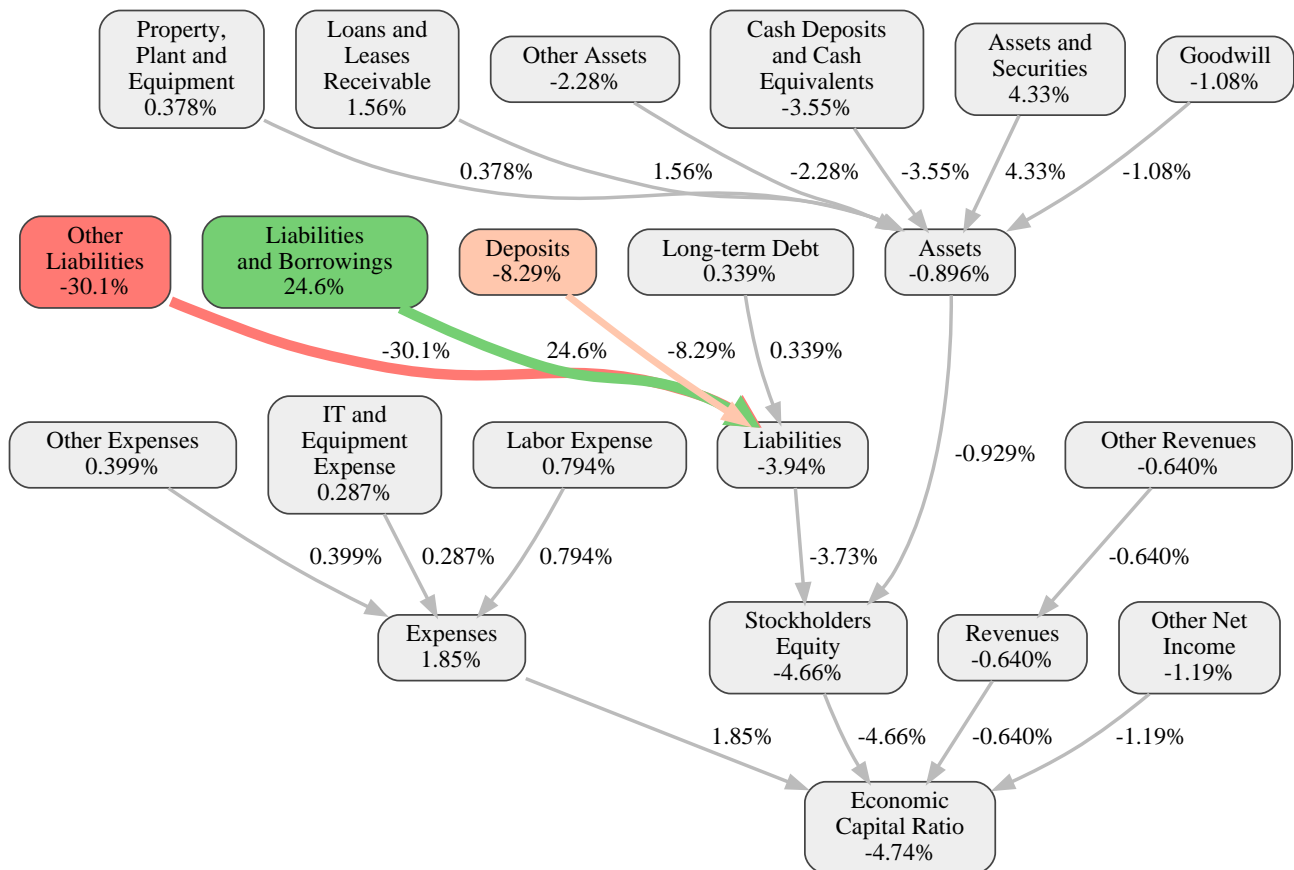 Property,
Plant and
Equipment
0.378%
Loans and
Leases
Receivable
1.56%
Other Assets
-2.28%
Cash Deposits
and Cash
Equivalents
-3.55%
Assets and
Securities
4.33%
Goodwill
-1.08%
0.378%
1.56%
-2.28%
-3.55%
4.33%
-1.08%
Other
Liabilities
-30.1%
Liabilities
and Borrowings
24.6%
Deposits
-8.29%
Long-term Debt
0.339%
Assets
-0.896%
-30.1%
24.6%
-8.29%
0.339%
Other Expenses
0.399%
IT and
Equipment
Expense
0.287%
Labor Expense
0.794%
Liabilities
-3.94%
-0.929%
Other Revenues
-0.640%
0.399%
0.287%
0.794%
-3.73%
-0.640%
Expenses
1.85%
Stockholders
Equity
-4.66%
Revenues
-0.640%
Other Net
Income
-1.19%
1.85%
-4.66%
-0.640%
-1.19%
Economic
Capital Ratio
-4.74%